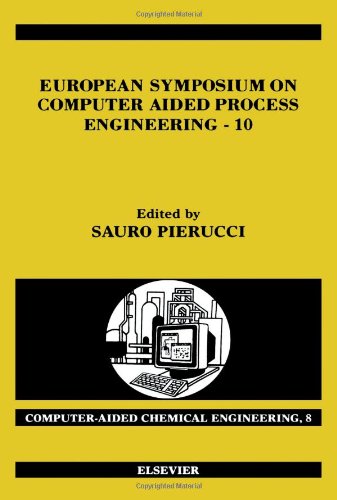 EUROPEAN SYMPOSIUM ON
COMPUTER AIDED PROCESS
ENGINEERING - 10
Edited by
SAURO PIERUCCI
COMPUTER-AIDED CHEMICAL ENGINEERING, 8
ELSEVIER